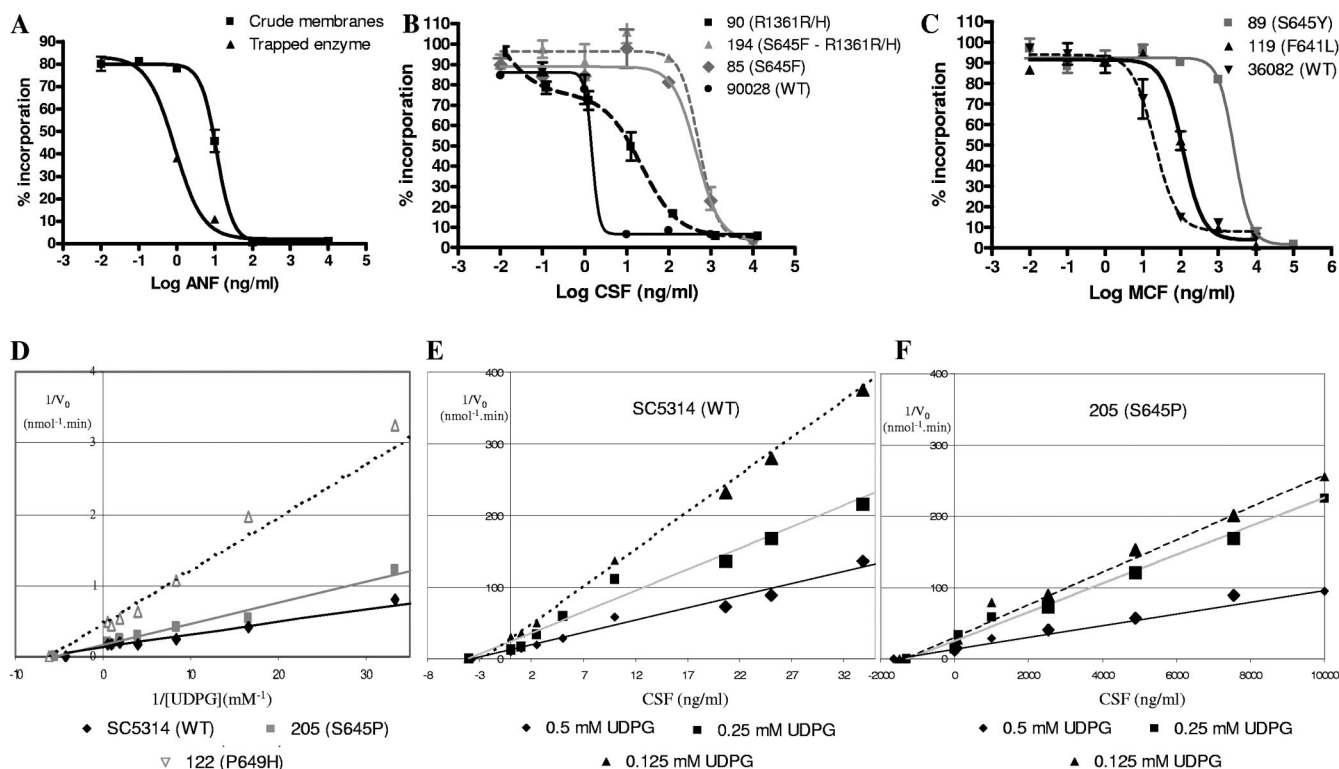 A
■ Crude membranes
▲ Trapped enzyme
% incorporation
90
80
70
60
50
40
30
20
10
0
-3 -2 -1 0 1 2 3 4 5
Log ANF (ng/ml)
B
■ 90 (R1361R/H)
▲ 194 (S645F - R1361R/H)
◆ 85 (S645F)
● 90028 (WT)
% incorporation
110
100
90
80
70
60
50
40
30
20
10
0
-3 -2 -1 0 1 2 3 4 5
Log CSF (ng/ml)
C
■ 89 (S645Y)
▲ 119 (F641L)
▼ 36082 (WT)
% incorporation
110
100
90
80
70
60
50
40
30
20
10
0
-3 -2 -1 0 1 2 3 4 5 6
Log MCF (ng/ml)
D
1/V0
(nmol-1.min)
4
3
2
1
0
-10 0 10 20 30
1/[UDPG](mM-1)
◆ SC5314 (WT) ■ 205 (S645P)
▽ 122 (P649H)
E
1/V0
(nmol-1.min)
SC5314 (WT)
400
300
200
100
0
-8 -3 2 7 12 17 22 27 32
CSF (ng/ml)
◆ 0.5 mM UDPG ■ 0.25 mM UDPG
▲ 0.125 mM UDPG
F
1/V0
(nmol-1.min)
205 (S645P)
400
300
200
100
-2000 0 2000 4000 6000 8000 10000
CSF (ng/ml)
◆ 0.5 mM UDPG ■ 0.25 mM UDPG
▲ 0.125 mM UDPG